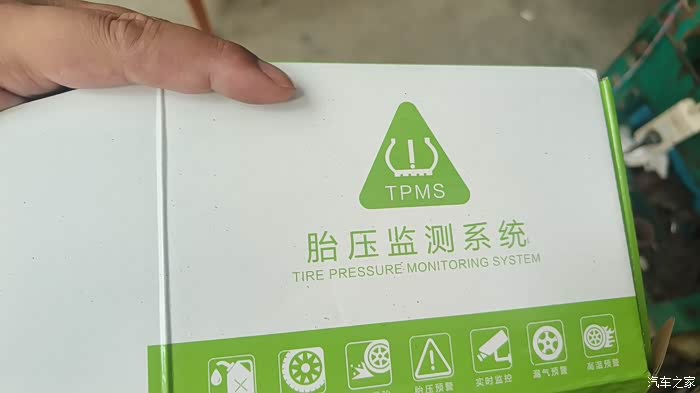 TPMS
胎压监测系统
TIRE PRESSURE MONITORING SYSTEM
胎压预警
实时监控
漏气预警
高温预警
汽车之家